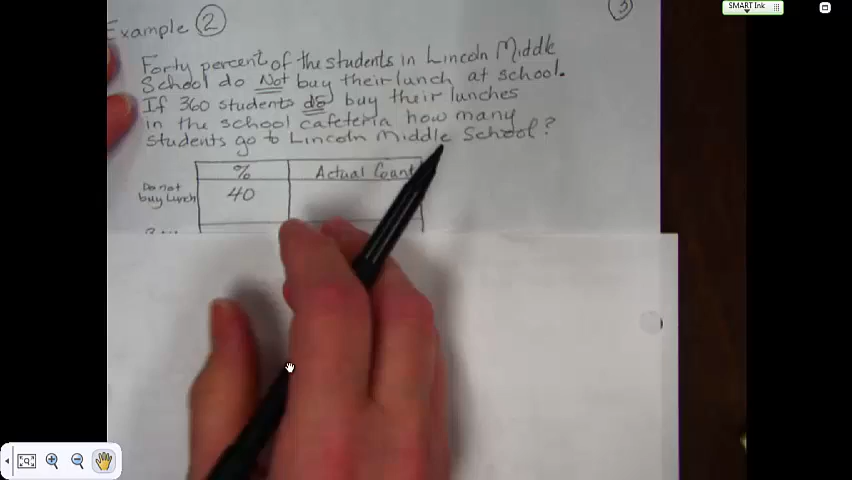 Example 2
3
SMART Ink
Forty percent of the students in Lincoln Middle
School do Not buy their lunch at school.
If 360 students do buy their lunches
in the school cafeteria how many
students go to Lincoln Middle School?
% Actual Count
Do not
buy Lunch 40